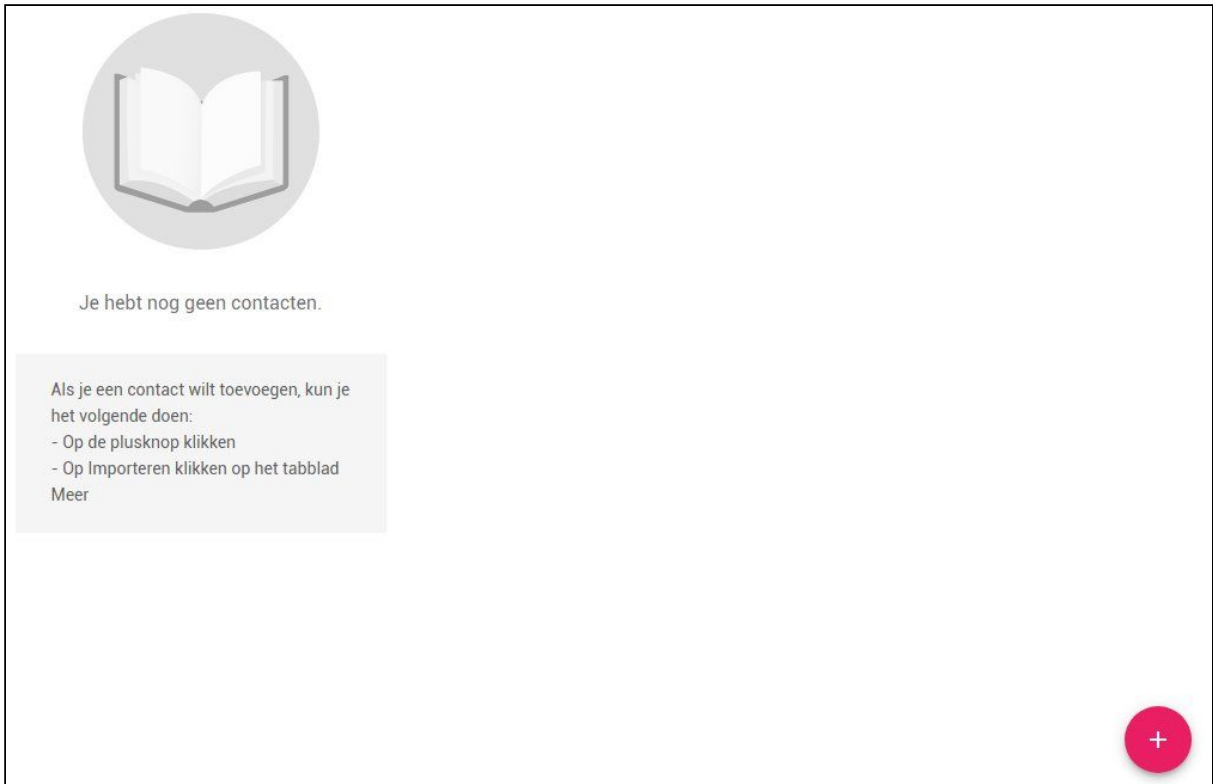 Je hebt nog geen contacten.
Als je een contact wilt toevoegen, kun je
het volgende doen:
- Op de plusknop klikken
- Op Importeren klikken op het tabblad
Meer
+